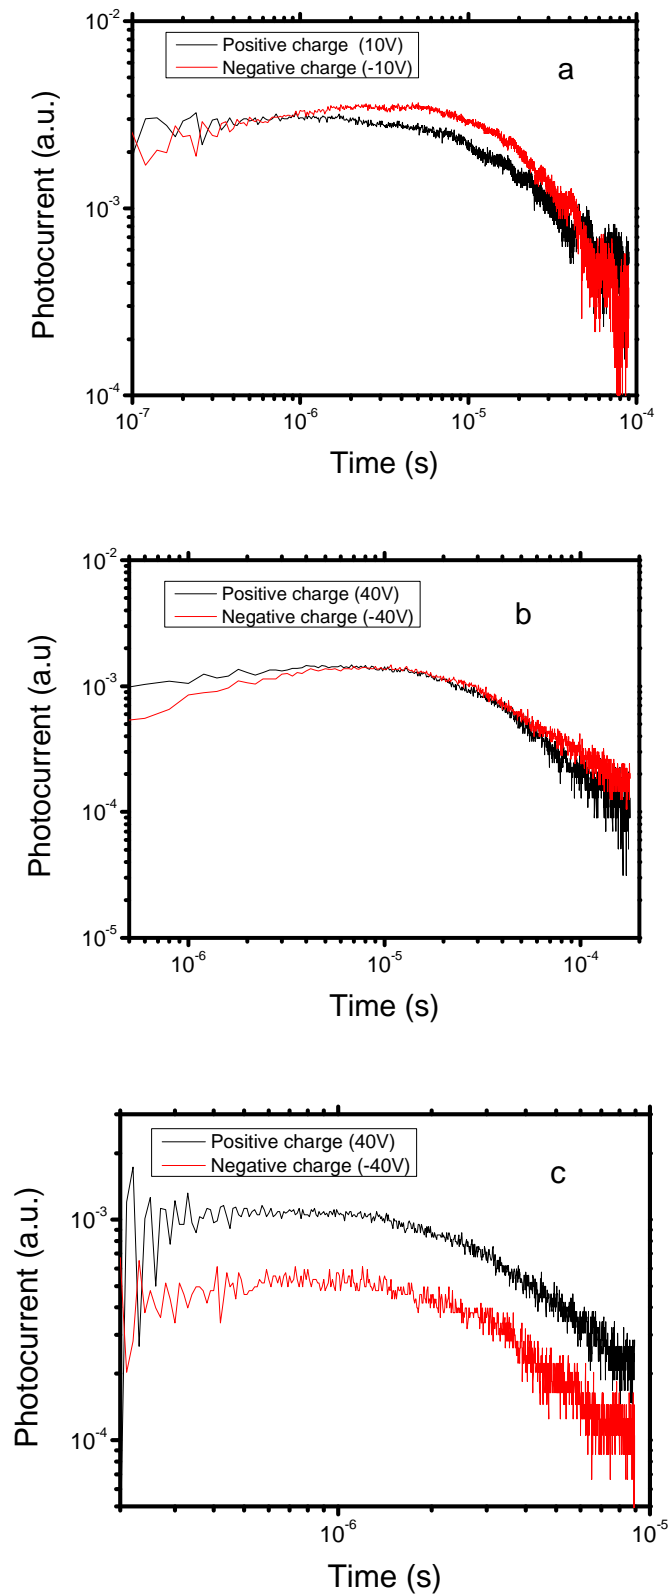 10⁻²
Positive charge (10V)
Negative charge (-10V)
a
Photocurrent (a.u.)
10⁻³
10⁻⁴
10⁻⁷ 10⁻⁶ 10⁻⁵ 10⁻⁴
Time (s)
10⁻²
Positive charge (40V)
Negative charge (-40V)
b
Photocurrent (a.u)
10⁻³
10⁻⁴
10⁻⁵
10⁻⁶ 10⁻⁵ 10⁻⁴
Time (s)
Positive charge (40V)
Negative charge (-40V)
c
Photocurrent (a.u.)
10⁻³
10⁻⁴
10⁻⁶ 10⁻⁵
Time (s)